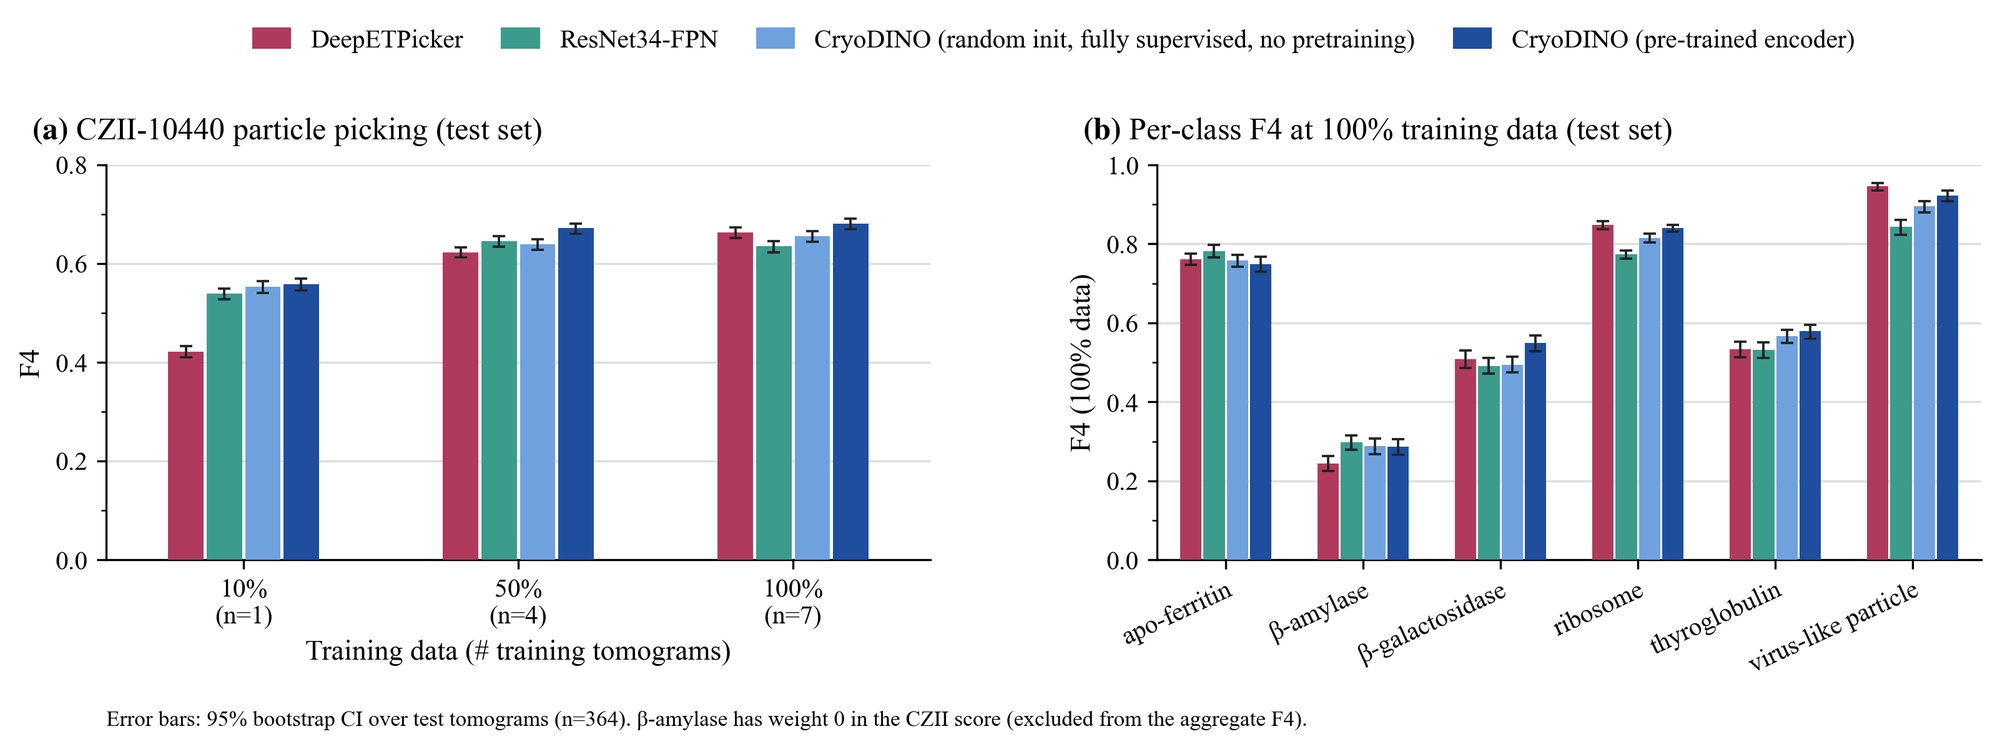 DeepETPicker
ResNet34-FPN
CryoDINO (random init, fully supervised, no pretraining)
CryoDINO (pre-trained encoder)
(a) CZII-10440 particle picking (test set)
F4
0.8
0.6
0.4
0.2
0.0
10%
(n=1)
50%
(n=4)
100%
(n=7)
Training data (# training tomograms)
(b) Per-class F4 at 100% training data (test set)
F4 (100% data)
1.0
0.8
0.6
0.4
0.2
0.0
apo-ferritin
β-amylase
β-galactosidase
ribosome
thyroglobulin
virus-like particle
Error bars: 95% bootstrap CI over test tomograms (n=364). β-amylase has weight 0 in the CZII score (excluded from the aggregate F4).